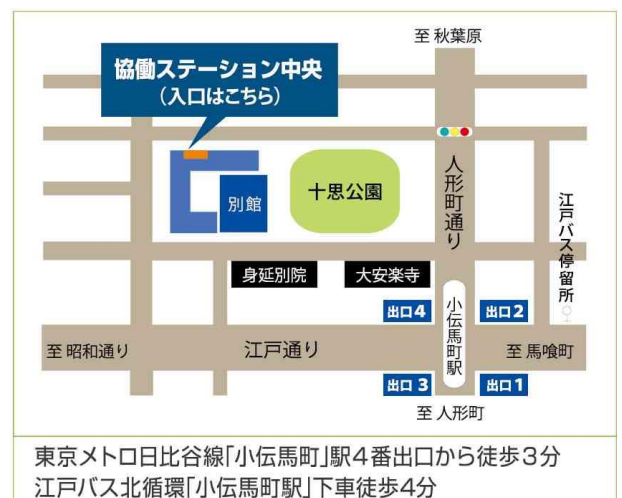 至 秋葉原
協働ステーション中央
（入口はこちら）
人形町通り
別館
十思公園
江戸バス停留所
身延別院
大安楽寺
出口4
小伝馬町駅
出口2
至 昭和通り
江戸通り
至 馬喰町
出口3
出口1
至 人形町
東京メトロ日比谷線「小伝馬町」駅4番出口から徒歩3分
江戸バス北循環「小伝馬町駅」下車徒歩4分